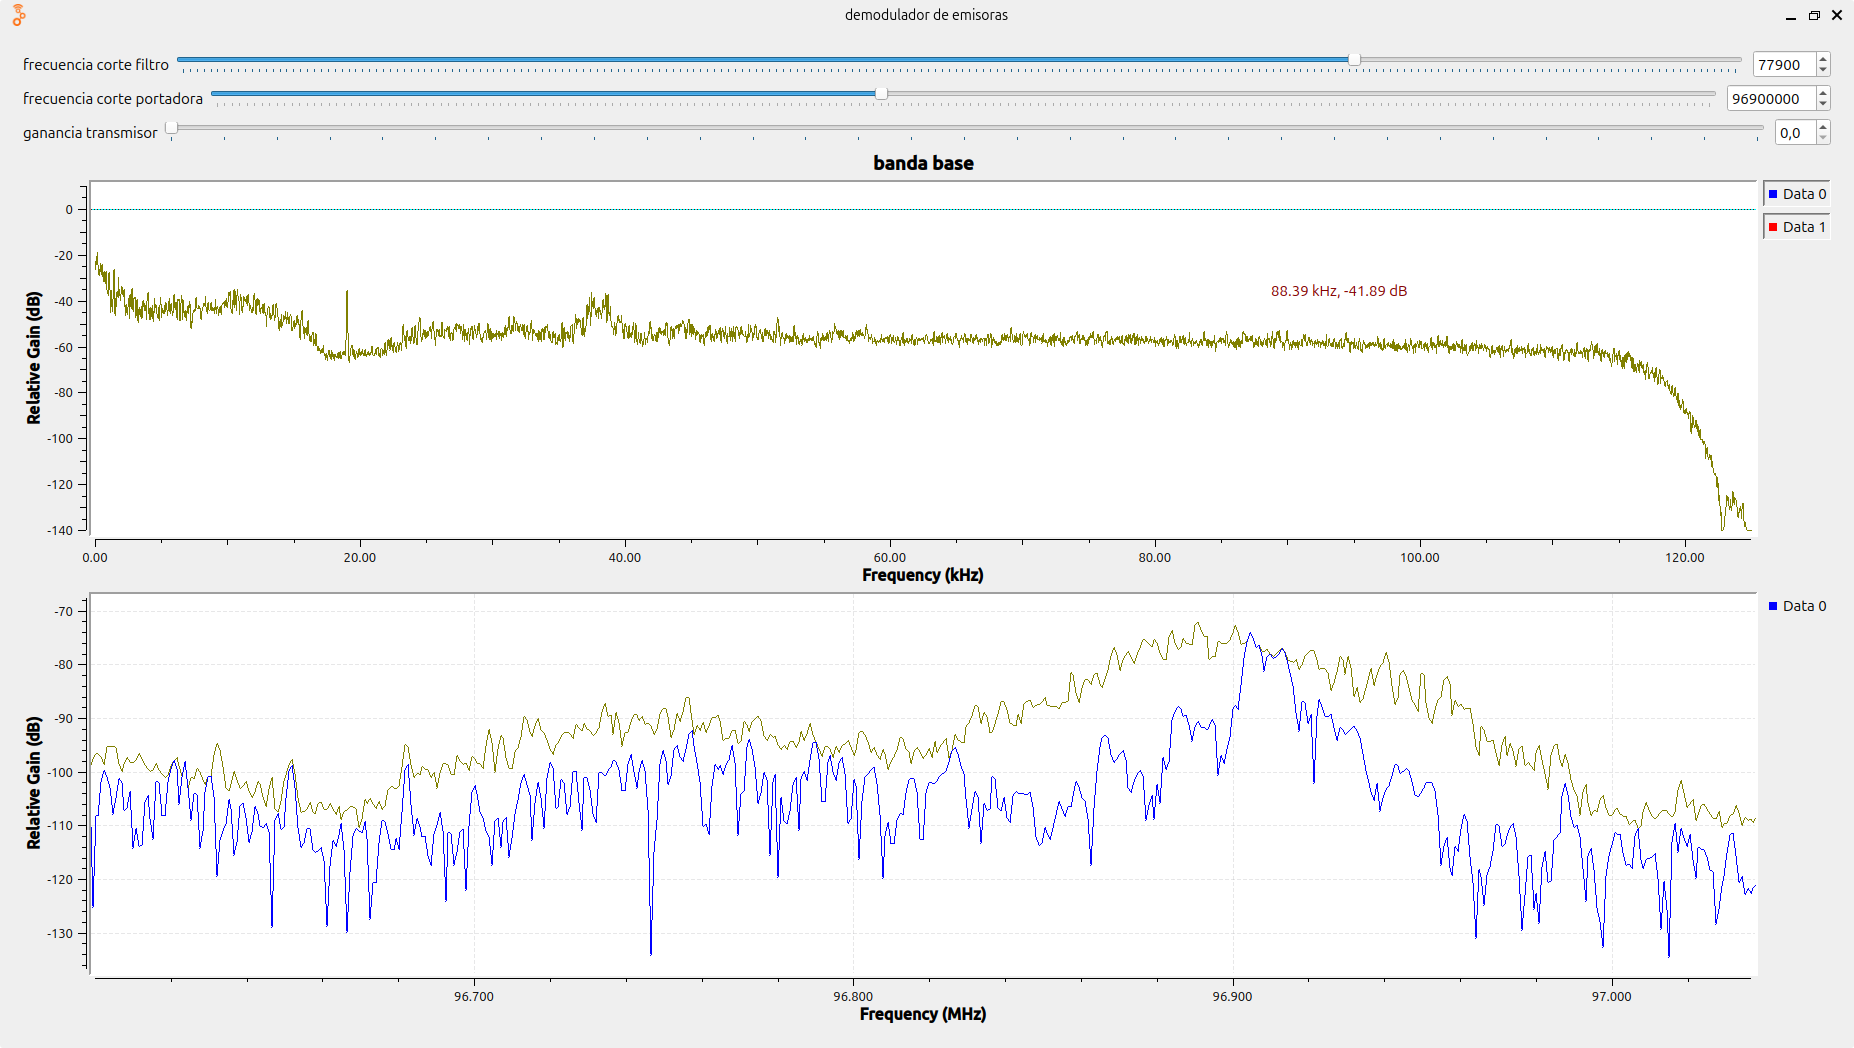 demodulador de emisoras
frecuencia corte filtro 77900
frecuencia corte portadora 96900000
ganancia transmisor 0,0
banda base
Data 0
Data 1
Relative Gain (dB)
0
-20
-40
-60
-80
-100
-120
-140
88.39 kHz, -41.89 dB
0.00 20.00 40.00 60.00 80.00 100.00 120.00
Frequency (kHz)
Data 0
Relative Gain (dB)
-70
-80
-90
-100
-110
-120
-130
96.700 96.800 96.900 97.000
Frequency (MHz)